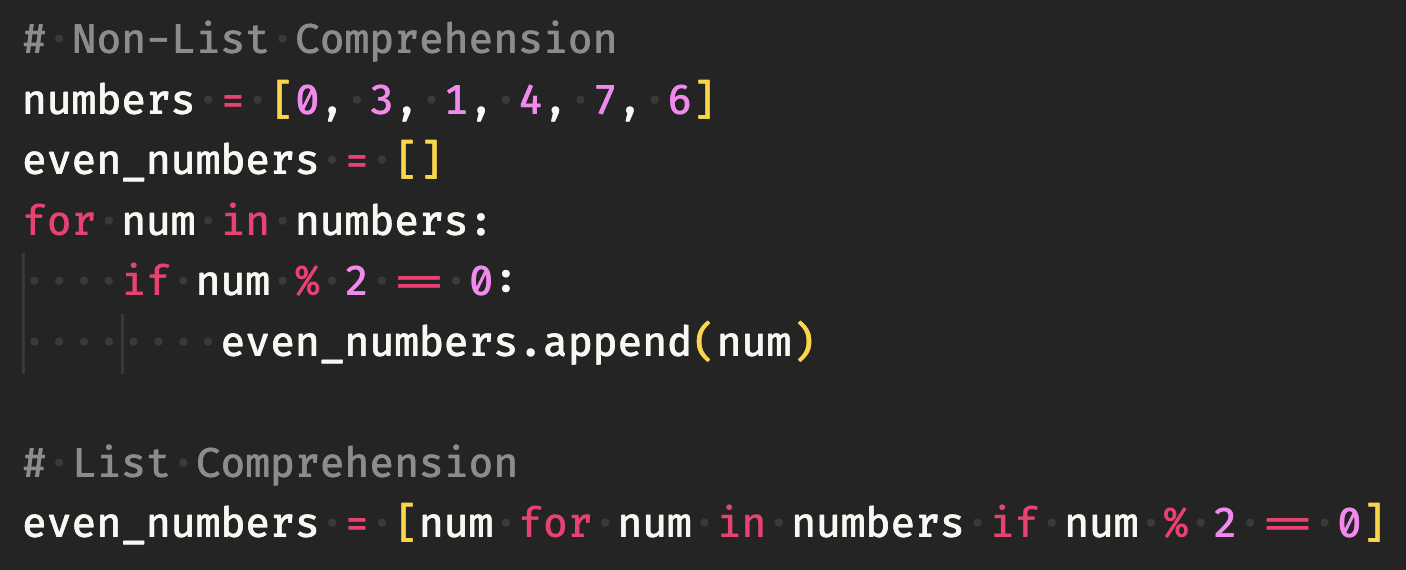 # Non-List Comprehension
numbers = [0, 3, 1, 4, 7, 6]
even_numbers = []
for num in numbers:
    if num % 2 == 0:
        even_numbers.append(num)

# List Comprehension
even_numbers = [num for num in numbers if num % 2 == 0]